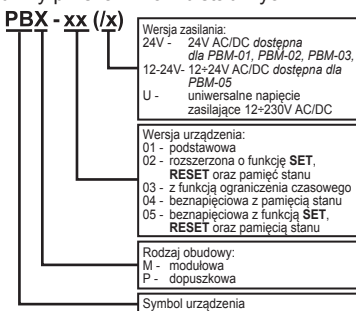 PBX - xx (/x)
Wersja zasilania:
24V - 24V AC/DC dostępna
dla PBM-01, PBM-02, PBM-03,
12-24V- 12÷24V AC/DC dostępna dla
PBM-05
U - uniwersalne napięcie
zasilające 12÷230V AC/DC
Wersja urządzenia:
01 - podstawowa
02 - rozszerzona o funkcję SET,
RESET oraz pamięć stanu
03 - z funkcją ograniczenia czasowego
04 - beznapięciowa z pamięcią stanu
05 - beznapięciowa z funkcją SET,
RESET oraz pamięcią stanu
Rodzaj obudowy:
M - modułowa
P - dopuszkowa
Symbol urządzenia